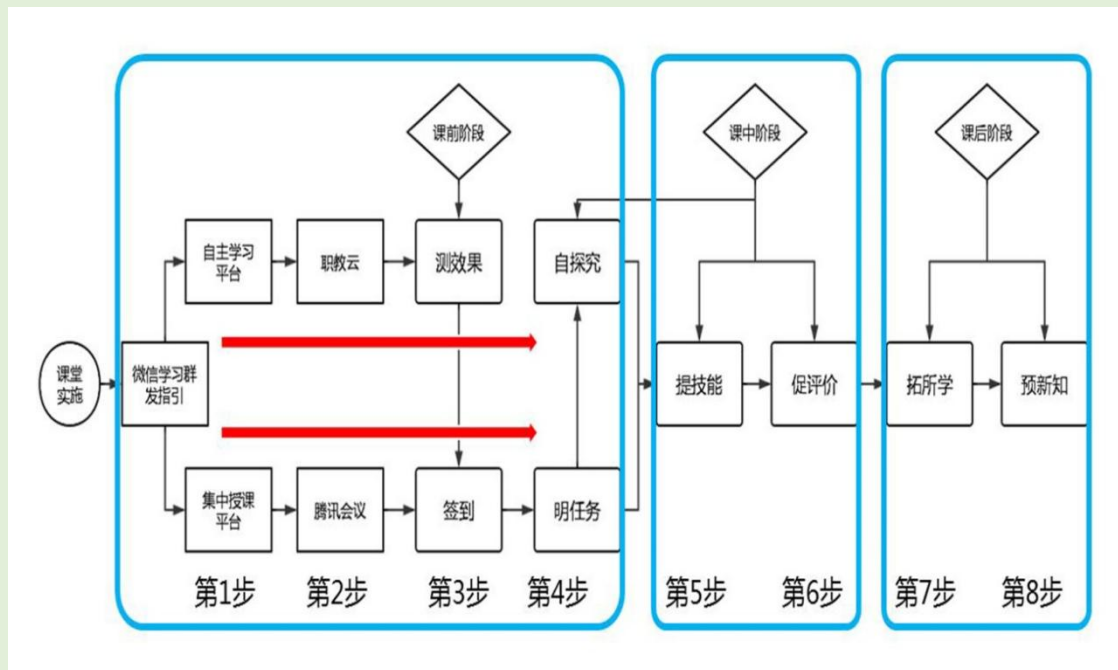 课前阶段
课中阶段
课后阶段
自主学习
平台
职教云
测效果
自探究
课堂
实施
微信学习群
发指引
提技能
促评价
拓所学
预新知
集中授课
平台
腾讯会议
签到
明任务
第1步
第2步
第3步
第4步
第5步
第6步
第7步
第8步